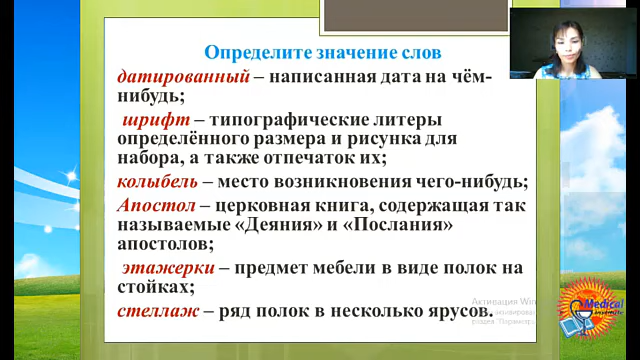 Определите значение слов
датированный – написанная дата на чём-
нибудь;
шрифт – типографические литеры
определённого размера и рисунка для
набора, а также отпечаток их;
колыбель – место возникновения чего-нибудь;
Апостол – церковная книга, содержащая так
называемые «Деяния» и «Послания»
апостолов;
этажерки – предмет мебели в виде полок на
стойках;
стеллаж – ряд полок в несколько ярусов.
Активация Win
Medical